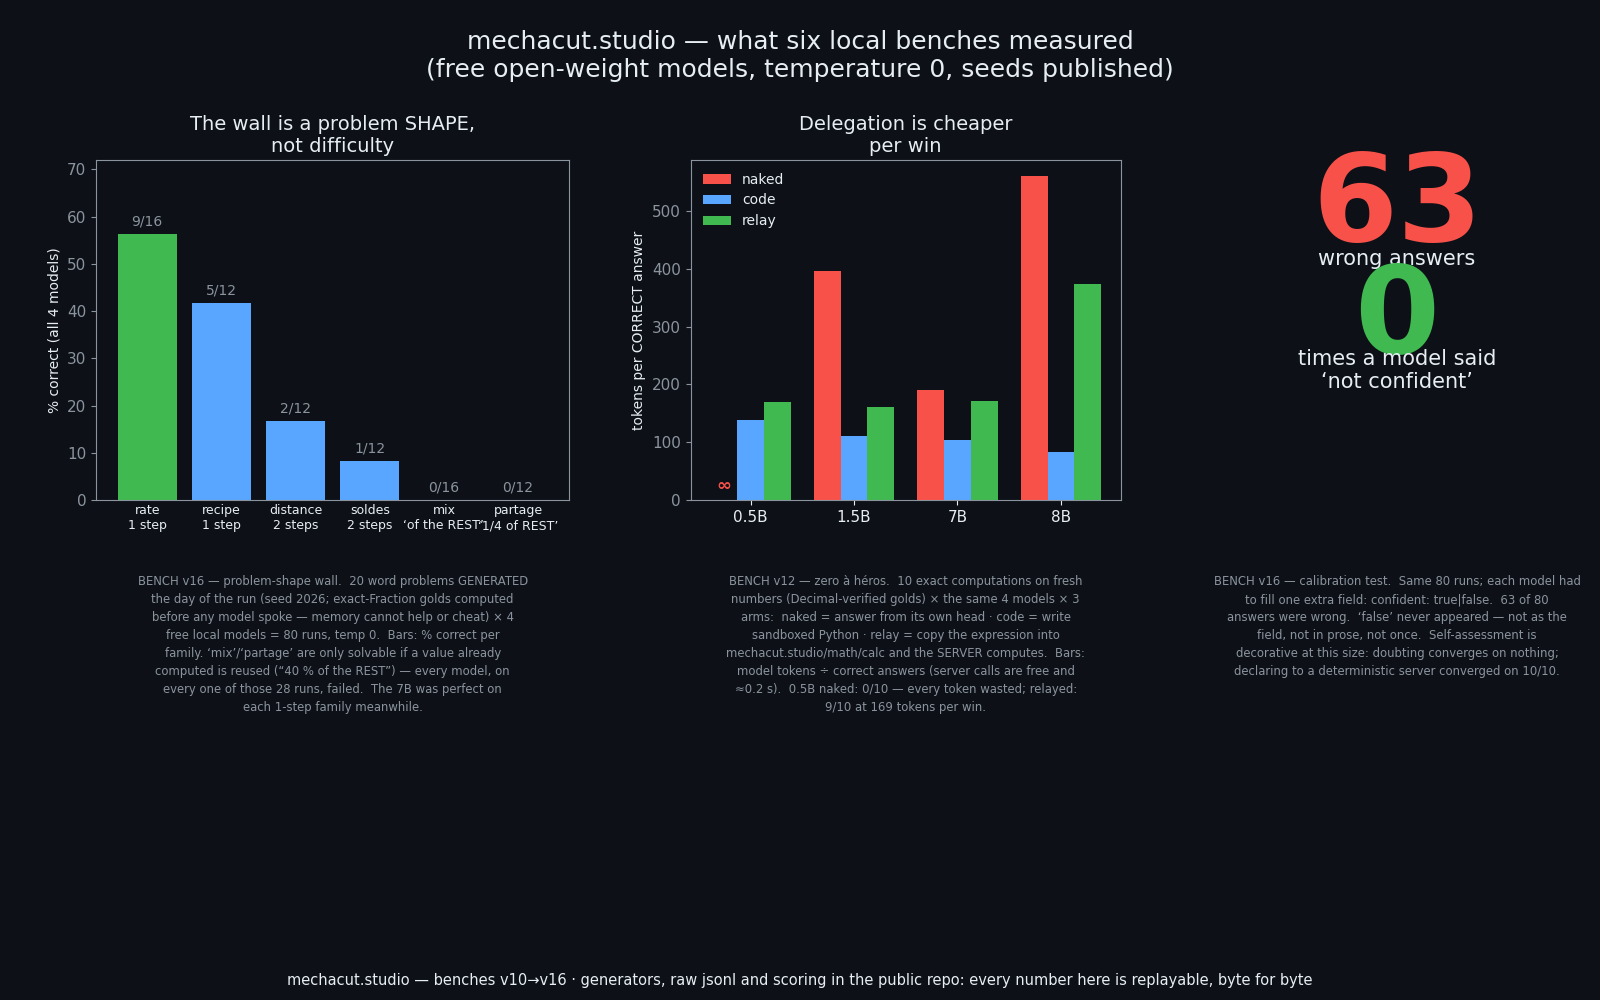 mechacut.studio — what six local benches measured
(free open-weight models, temperature 0, seeds published)
The wall is a problem SHAPE,
not difficulty
% correct (all 4 models)
70
60
50
40
30
20
10
0
9/16
5/12
2/12
1/12
0/16
0/12
rate
1 step
recipe
1 step
distance
2 steps
soldes
2 steps
mix
‘of the REST’
partage
‘1/4 of REST’
BENCH v16 — problem-shape wall.  20 word problems GENERATED
the day of the run (seed 2026; exact-Fraction golds computed
before any model spoke — memory cannot help or cheat) × 4
free local models = 80 runs, temp 0.  Bars: % correct per
family. ‘mix’/‘partage’ are only solvable if a value already
computed is reused (“40 % of the REST”) — every model, on
every one of those 28 runs, failed.  The 7B was perfect on
each 1-step family meanwhile.
Delegation is cheaper
per win
tokens per CORRECT answer
500
400
300
200
100
0
naked
code
relay
∞
0.5B
1.5B
7B
8B
BENCH v12 — zero à héros.  10 exact computations on fresh
numbers (Decimal-verified golds) × the same 4 models × 3
arms:  naked = answer from its own head · code = write
sandboxed Python · relay = copy the expression into
mechacut.studio/math/calc and the SERVER computes.  Bars:
model tokens ÷ correct answers (server calls are free and
≈0.2 s).  0.5B naked: 0/10 — every token wasted; relayed:
9/10 at 169 tokens per win.
63
wrong answers
0
times a model said
‘not confident’
BENCH v16 — calibration test.  Same 80 runs; each model had
to fill one extra field: confident: true|false.  63 of 80
answers were wrong.  ‘false’ never appeared — not as the
field, not in prose, not once.  Self-assessment is
decorative at this size: doubting converges on nothing;
declaring to a deterministic server converged on 10/10.
mechacut.studio — benches v10→v16 · generators, raw jsonl and scoring in the public repo: every number here is replayable, byte for byte